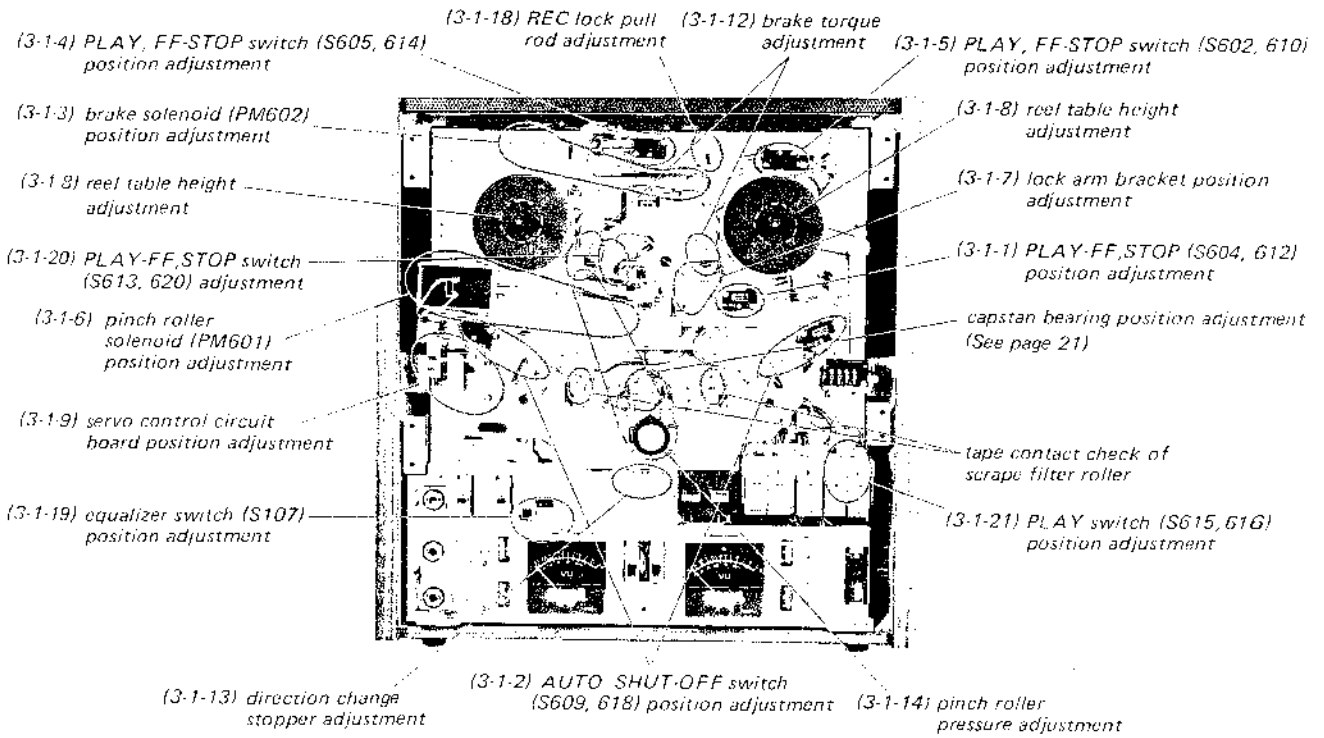 (3-1-18) REC lock pull
rod adjustment
(3-1-12) brake torque
adjustment
(3-1-4) PLAY, FF-STOP switch (S605, 614)
position adjustment
(3-1-5) PLAY, FF-STOP switch (S602, 610)
position adjustment
(3-1-3) brake solenoid (PM602)
position adjustment
(3-1-8) reel table height
adjustment
(3-1 8) reel table height
adjustment
(3-1-7) lock arm bracket position
adjustment
(3-1-20) PLAY-FF,STOP switch
(S613, 620) adjustment
(3-1-1) PLAY-FF,STOP (S604, 612)
position adjustment
(3-1-6) pinch roller
solenoid (PM601)
position adjustment
capstan bearing position adjustment
(See page 21)
(3-1-9) servo control circuit
board position adjustment
tape contact check of
scrape filter roller
(3-1-19) equalizer switch (S107)
position adjustment
(3-1-21) PLAY switch (S615, 616)
position adjustment
VU
VU
(3-1-13) direction change
stopper adjustment
(3-1-2) AUTO SHUT-OFF switch
(S609, 618) position adjustment
(3-1-14) pinch roller
pressure adjustment